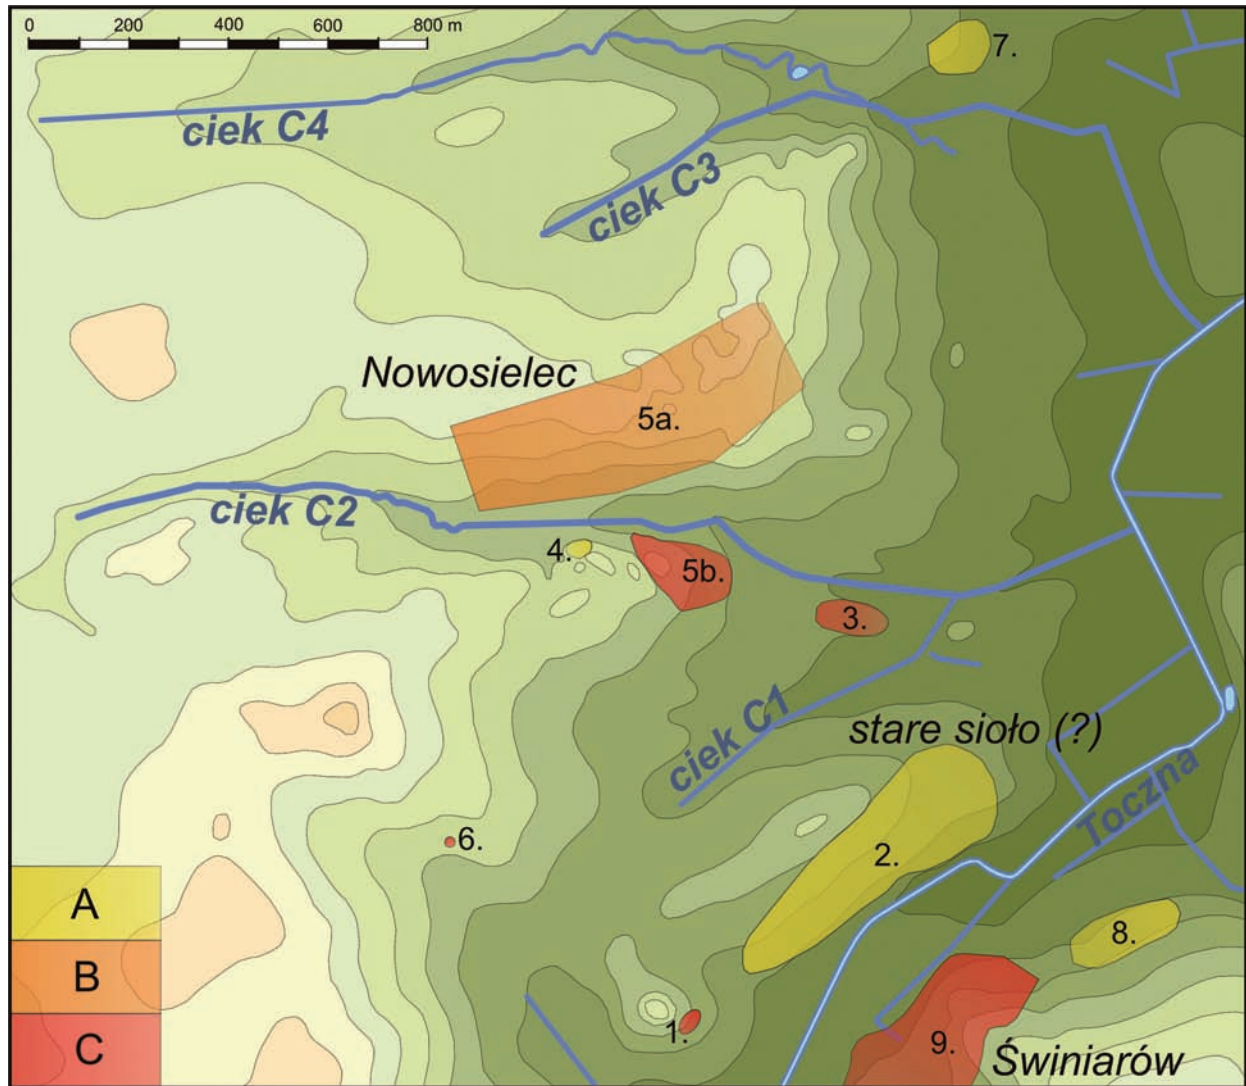 0 200 400 600 800 m
7.
ciek C4
ciek C3
Nowosielec
5a.
ciek C2
4.
5b.
3.
ciek C1
stare sioło (?)
Toczna
6.
2.
A
8.
B
1.
C
9.
Świniarów